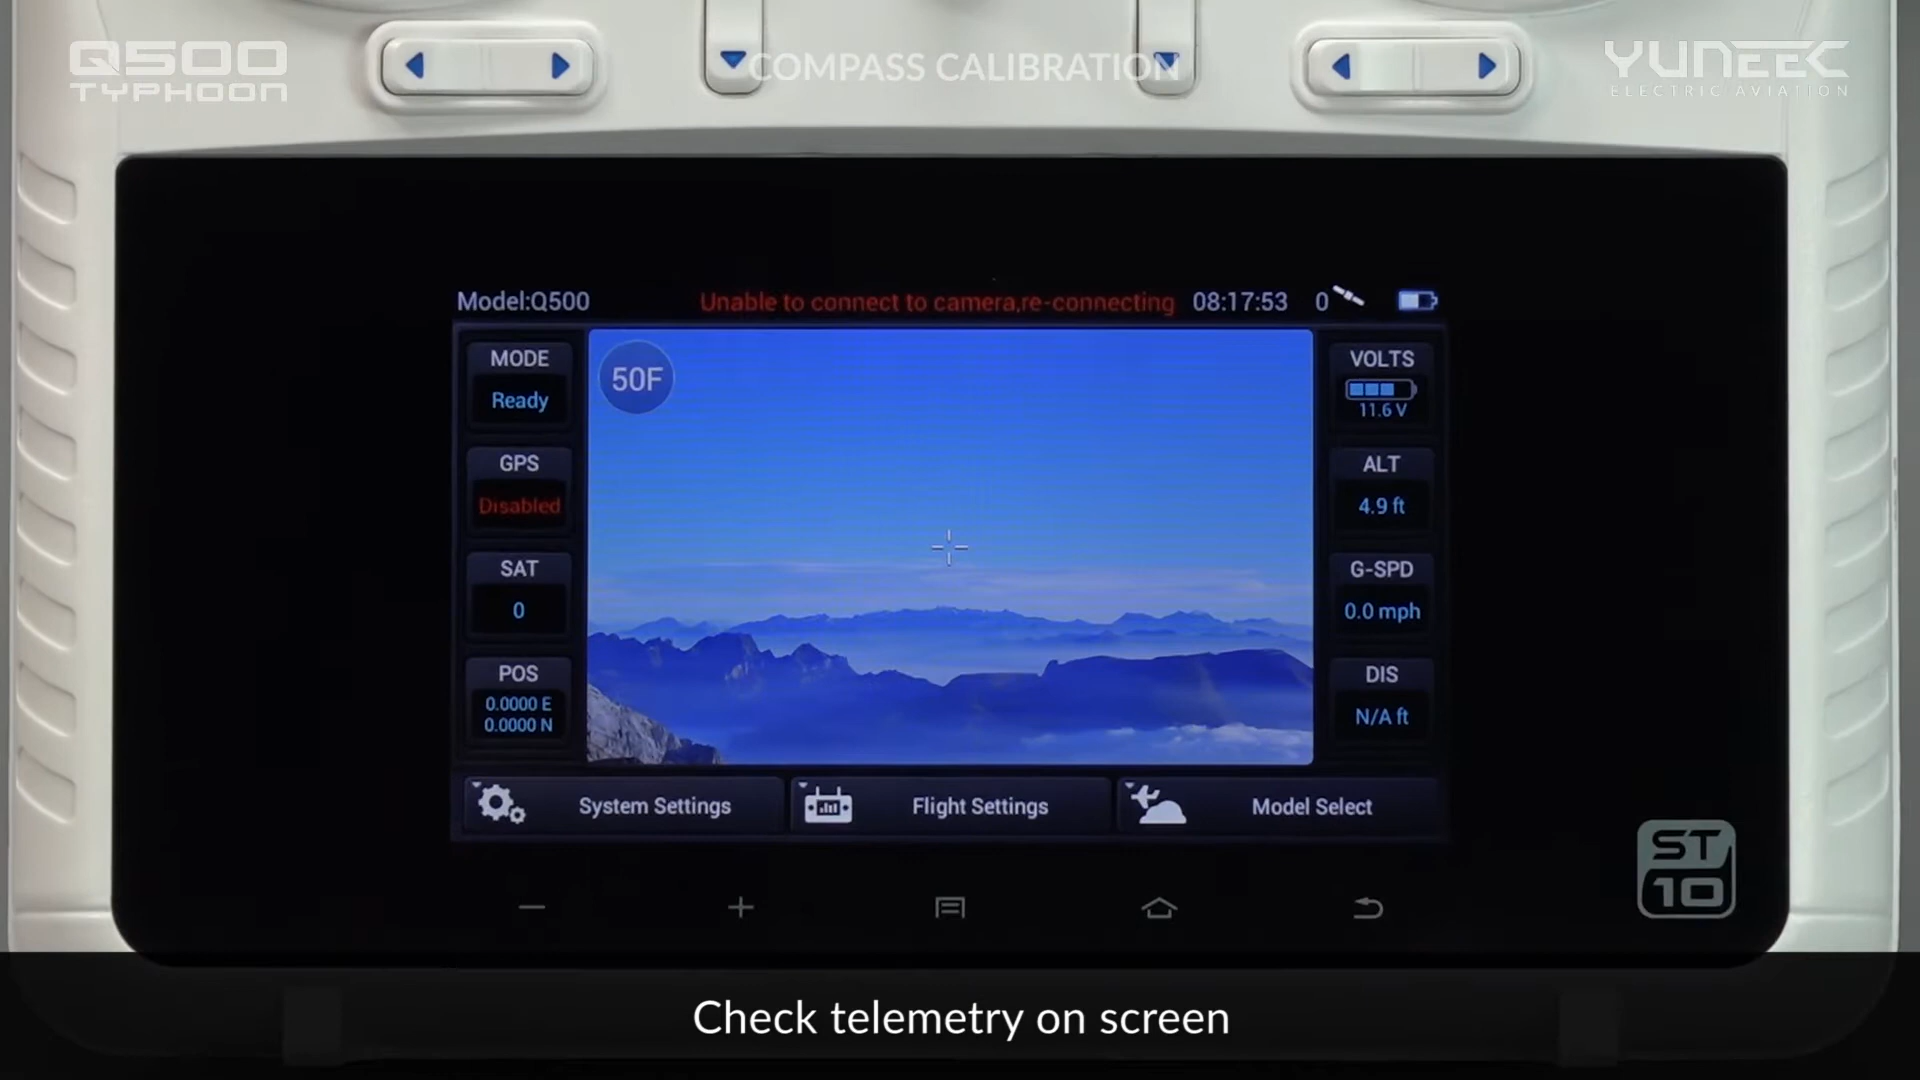 Q500
TYPHOON
COMPASS CALIBRATION
YUNEEC
ELECTRIC AVIATION
Model:Q500
Unable to connect to camera,re-connecting
08:17:53
0
MODE
Ready
50F
VOLTS
11.6 V
GPS
Disabled
ALT
4.9 ft
SAT
0
G-SPD
0.0 mph
POS
0.0000 E
0.0000 N
DIS
N/A ft
System Settings
Flight Settings
Model Select
ST
10
Check telemetry on screen